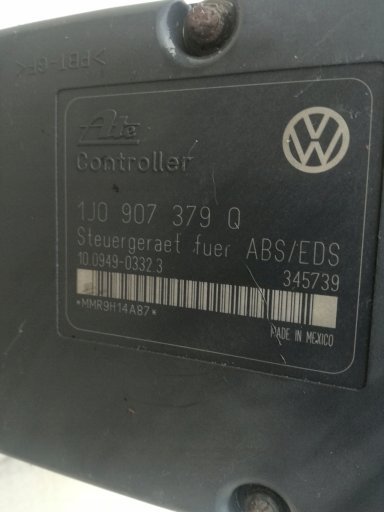 >PBT-GF<
Ate
Controller
1J0 907 379 Q
Steuergeraet fuer ABS/EDS
10.0949-0332.3
345739
*MMR9H14AB7*
MADE IN MEXICO